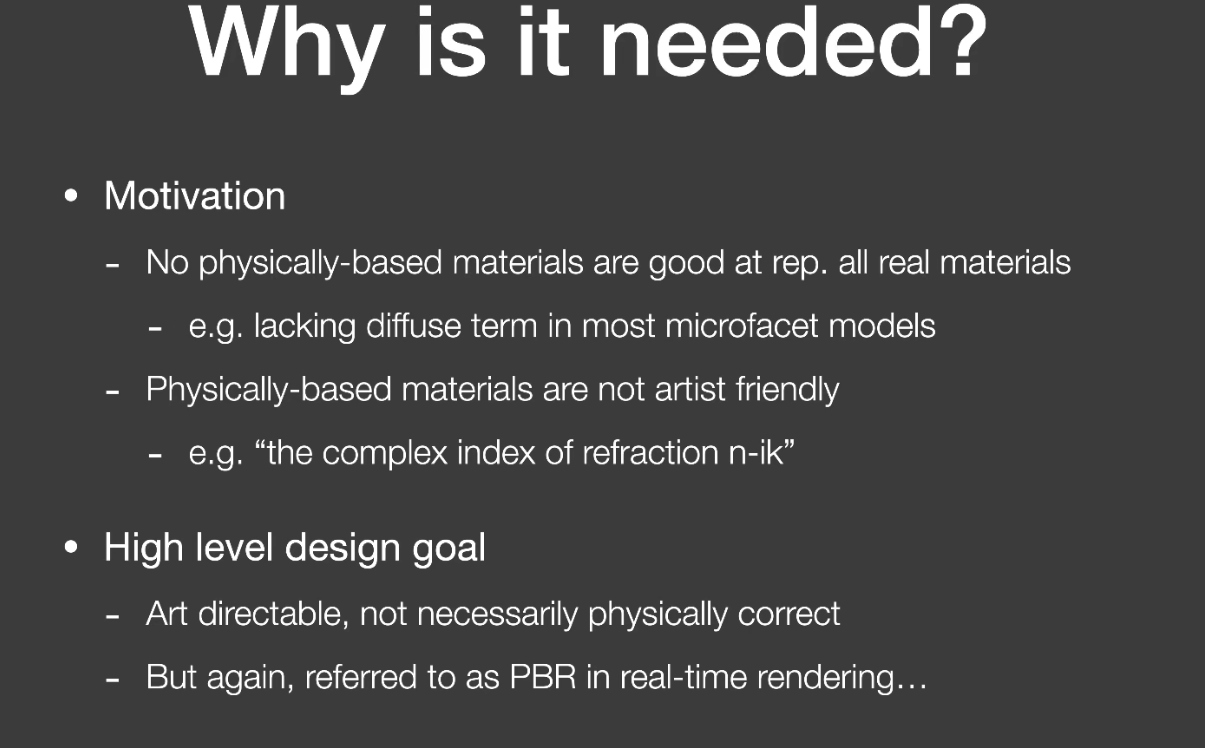 Why is it needed?
• Motivation
- No physically-based materials are good at rep. all real materials
- e.g. lacking diffuse term in most microfacet models
- Physically-based materials are not artist friendly
- e.g. “the complex index of refraction n-ik”
• High level design goal
- Art directable, not necessarily physically correct
- But again, referred to as PBR in real-time rendering…